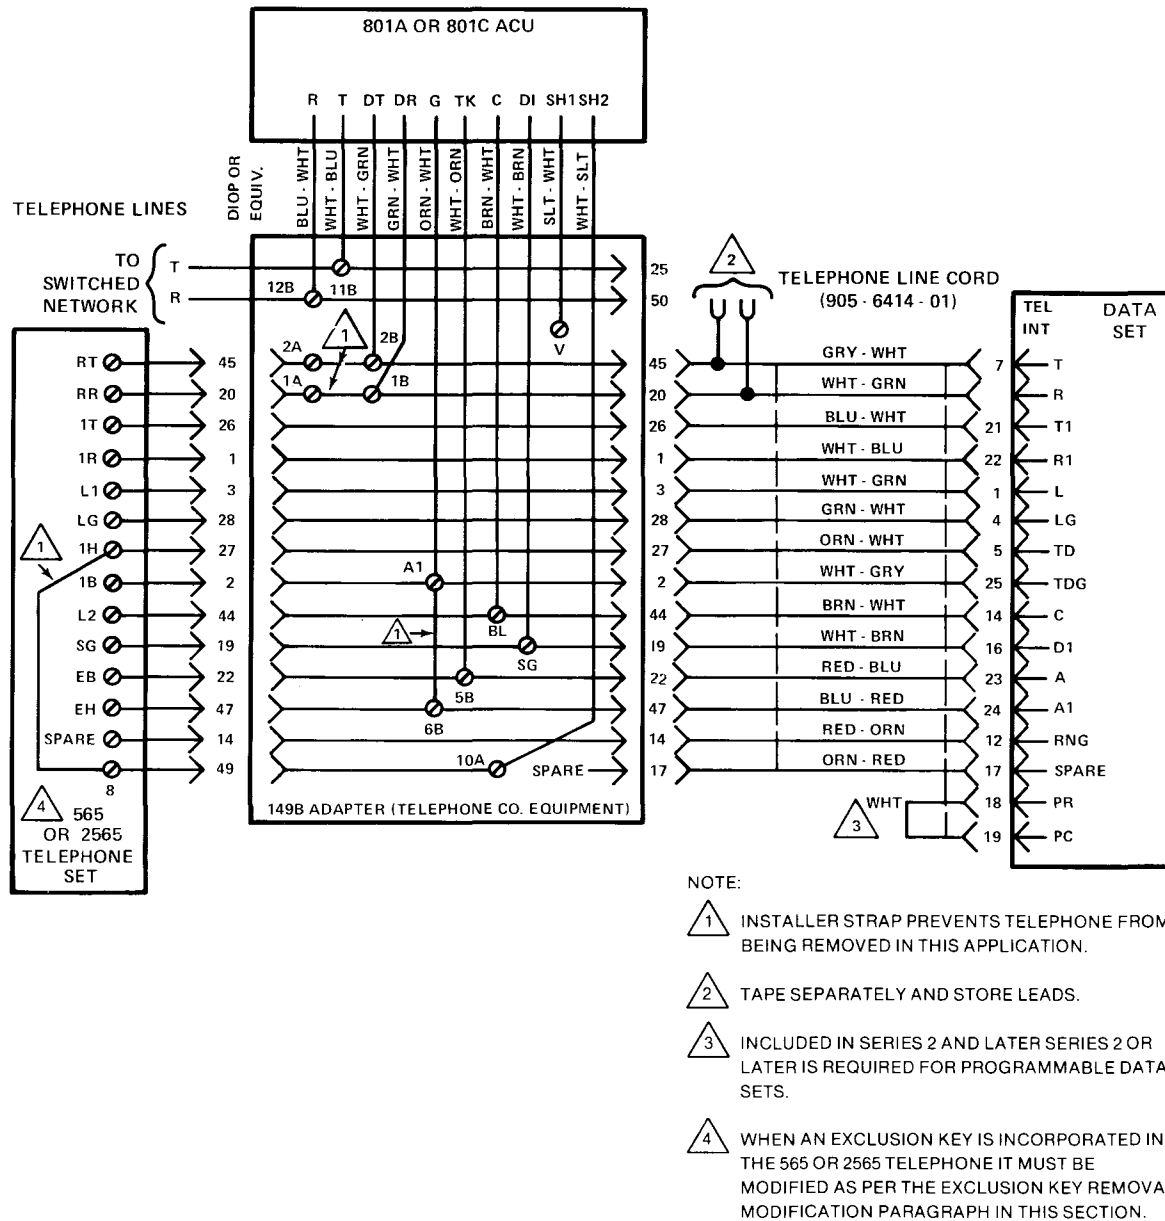 801A OR 801C ACU
R T DT DR G TK C DI SH1 SH2
DIOP OR
EQUIV.
BLU - WHT
WHT - BLU
WHT - GRN
GRN - WHT
ORN - WHT
WHT - ORN
BRN - WHT
WHT - BRN
SLT - WHT
WHT - SLT
TELEPHONE LINES
TO
SWITCHED
NETWORK
T
R
12B 11B
25
50
2
TELEPHONE LINE CORD
(905 - 6414 - 01)
TEL
INT
DATA
SET
1
V
RT 45 2A 2B 45 GRY - WHT 7 T
RR 20 1A 1B 20 WHT - GRN R
1T 26 26 BLU - WHT 21 T1
1R 1 1 WHT - BLU 22 R1
L1 3 3 WHT - GRN 1 L
LG 28 28 GRN - WHT 4 LG
1
1H 27 27 ORN - WHT 5 TD
1B 2 A1 2 WHT - GRY 25 TDG
L2 44 BL 44 BRN - WHT 14 C
1
SG 19 SG 19 WHT - BRN 16 D1
EB 22 5B 22 RED - BLU 23 A
EH 47 6B 47 BLU - RED 24 A1
SPARE 14 14 RED - ORN 12 RNG
8 49 10A SPARE 17 ORN - RED 17 SPARE
WHT 18 PR
3
19 PC
149B ADAPTER (TELEPHONE CO. EQUIPMENT)
4 565
OR 2565
TELEPHONE
SET
NOTE:
1 INSTALLER STRAP PREVENTS TELEPHONE FROM
BEING REMOVED IN THIS APPLICATION.
2 TAPE SEPARATELY AND STORE LEADS.
3 INCLUDED IN SERIES 2 AND LATER SERIES 2 OR
LATER IS REQUIRED FOR PROGRAMMABLE DATA
SETS.
4 WHEN AN EXCLUSION KEY IS INCORPORATED IN
THE 565 OR 2565 TELEPHONE IT MUST BE
MODIFIED AS PER THE EXCLUSION KEY REMOVA
MODIFICATION PARAGRAPH IN THIS SECTION.